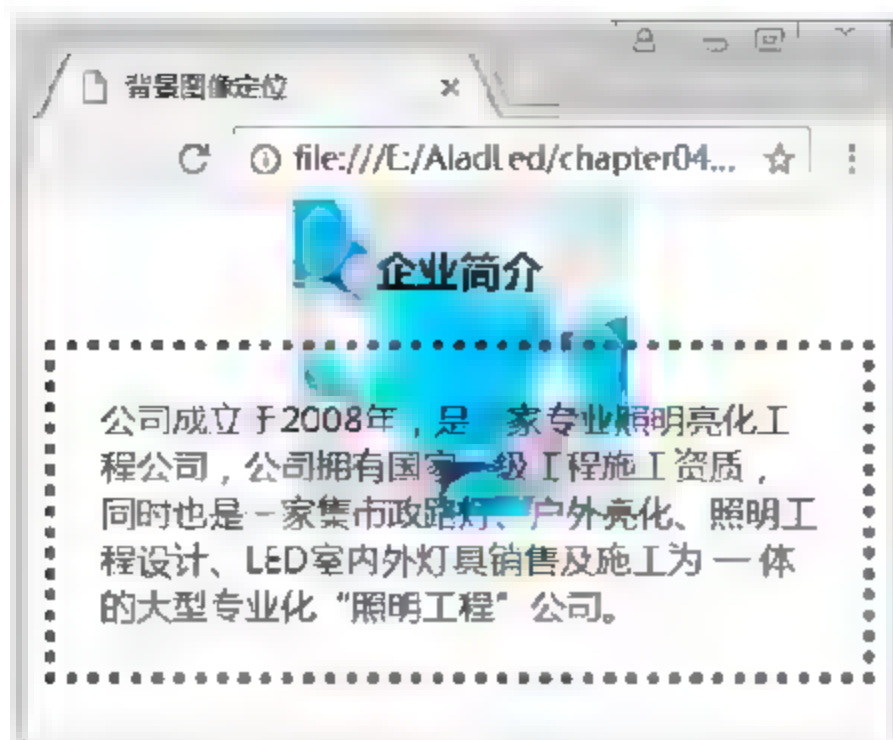 背景图像定位
file:///E:/AladLed/chapter04...
企业简介
公司成立于2008年，是一家专业照明亮化工
程公司，公司拥有国家一级工程施工资质，
同时也是一家集市政路灯、户外亮化、照明工
程设计、LED室内外灯具销售及施工为一体
的大型专业化“照明工程”公司。